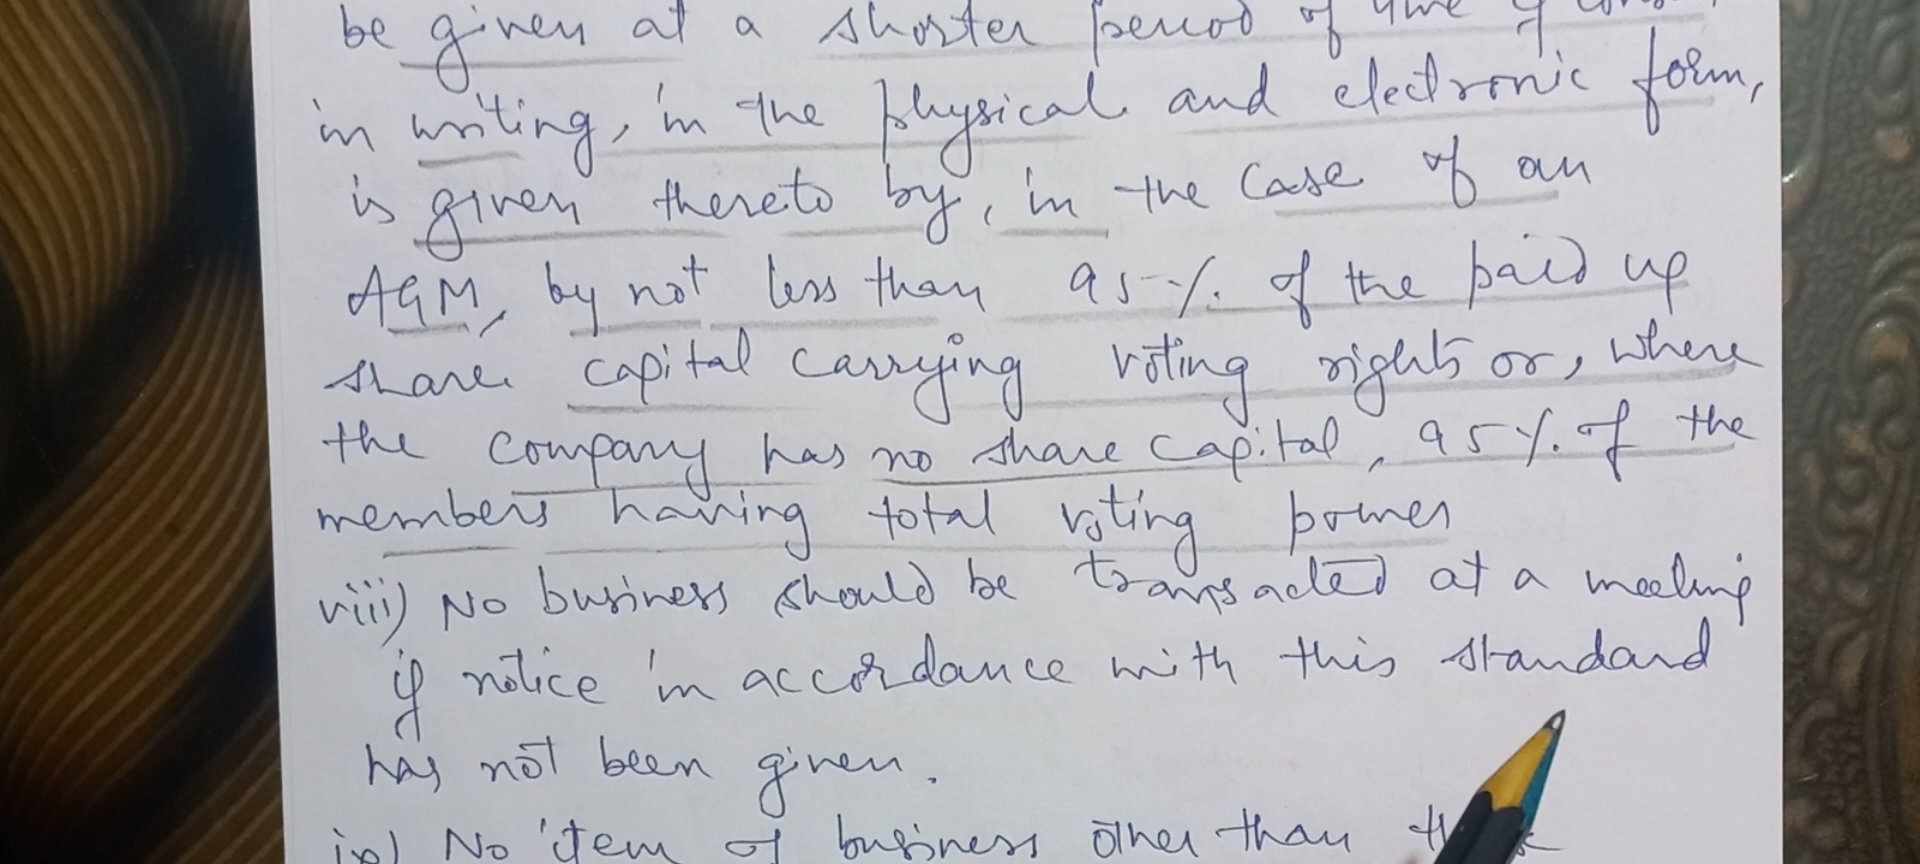 be given at a shorter period of time if
in writing, in the physical and electronic form,
is given thereto by, in the case of an
AGM, by not less than 95%. of the paid up
share capital carrying voting rights or, where
the company has no share capital, 95%. of the
members having total voting power
viii) No business should be transacted at a meeting
if notice in accordance with this standard
has not been given.
ix) No item of business other than